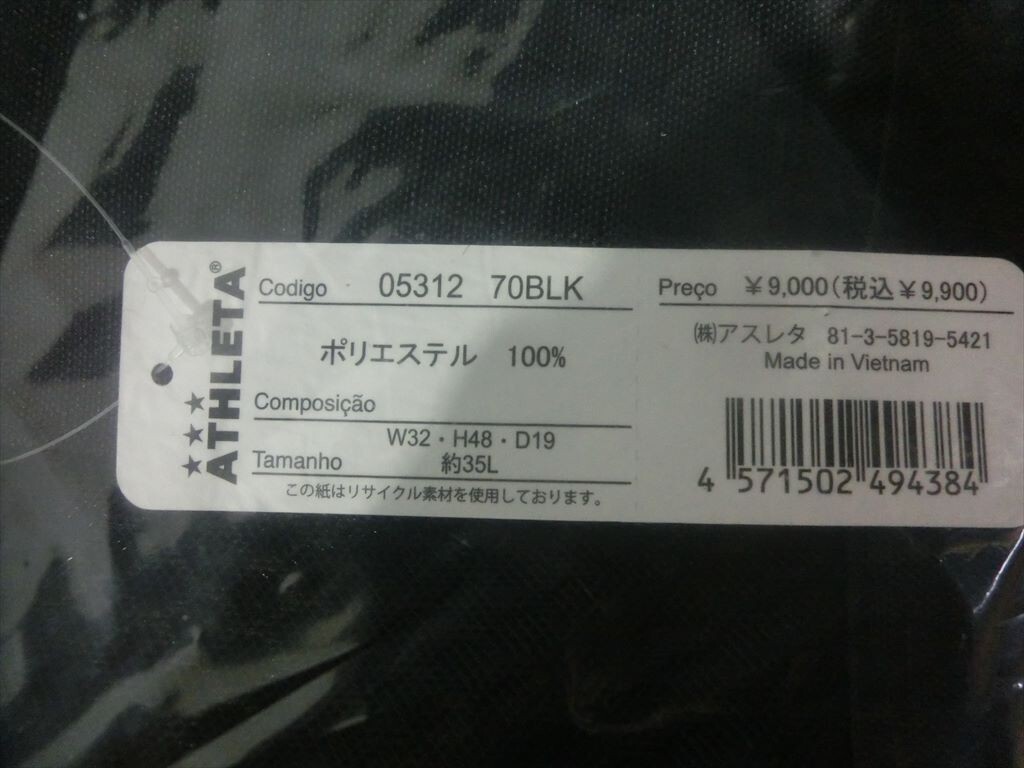 ★★★ATHLETA®
Codigo 05312 70BLK
ポリエステル 100%
Composição
W32・H48・D19
Tamanho 約35L
この紙はリサイクル素材を使用しております。
Preço ¥9,000(税込¥9,900)
㈱アスレタ 81-3-5819-5421
Made in Vietnam
4 571502 494384